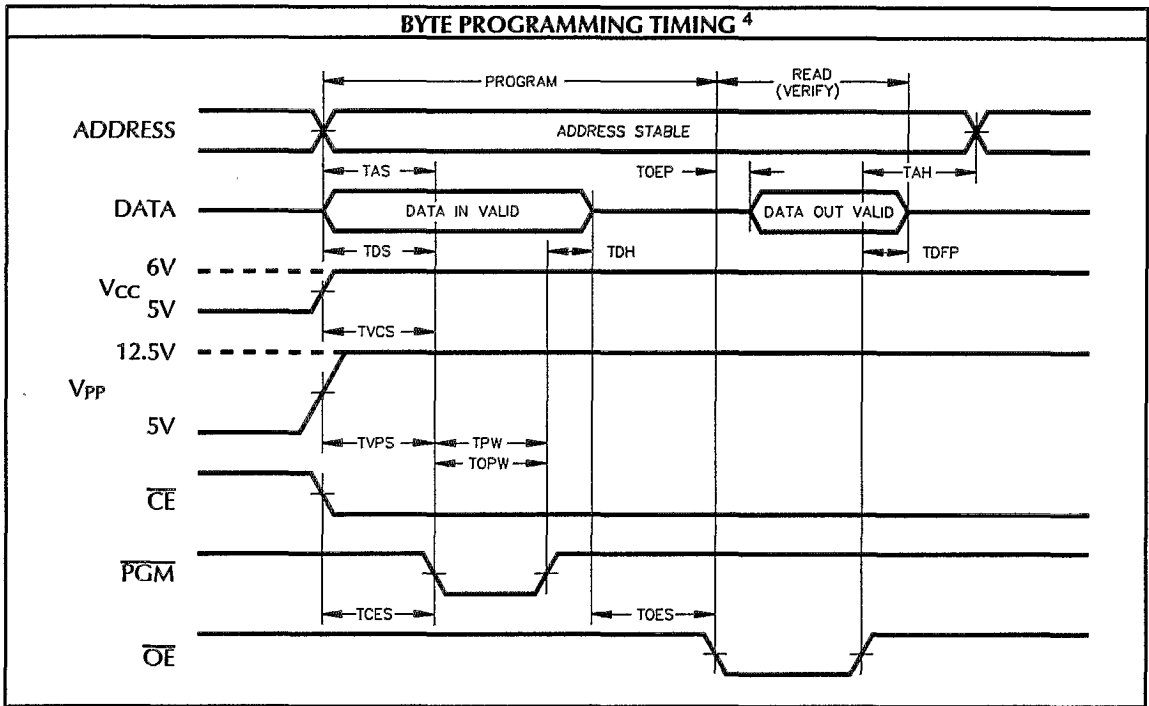 BYTE PROGRAMMING TIMING 4
PROGRAM
READ
(VERIFY)
ADDRESS
ADDRESS STABLE
TAS
TOEP
TAH
DATA
DATA IN VALID
DATA OUT VALID
TDS
TDH
TDFP
6V
VCC
5V
TVCS
12.5V
VPP
5V
TVPS
TPW
TOPW
CE
PGM
TCES
TOES
OE